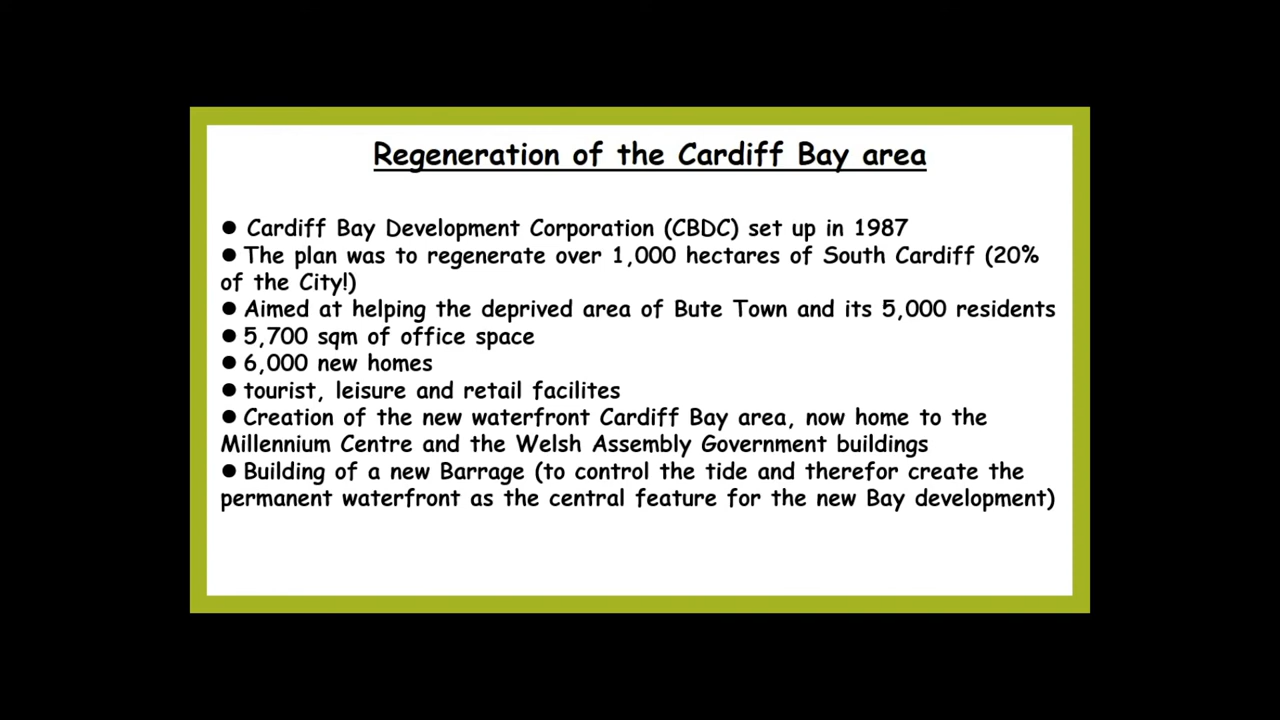 Regeneration of the Cardiff Bay area
● Cardiff Bay Development Corporation (CBDC) set up in 1987
● The plan was to regenerate over 1,000 hectares of South Cardiff (20%
of the City!)
● Aimed at helping the deprived area of Bute Town and its 5,000 residents
● 5,700 sqm of office space
● 6,000 new homes
● tourist, leisure and retail facilites
● Creation of the new waterfront Cardiff Bay area, now home to the
Millennium Centre and the Welsh Assembly Government buildings
● Building of a new Barrage (to control the tide and therefor create the
permanent waterfront as the central feature for the new Bay development)